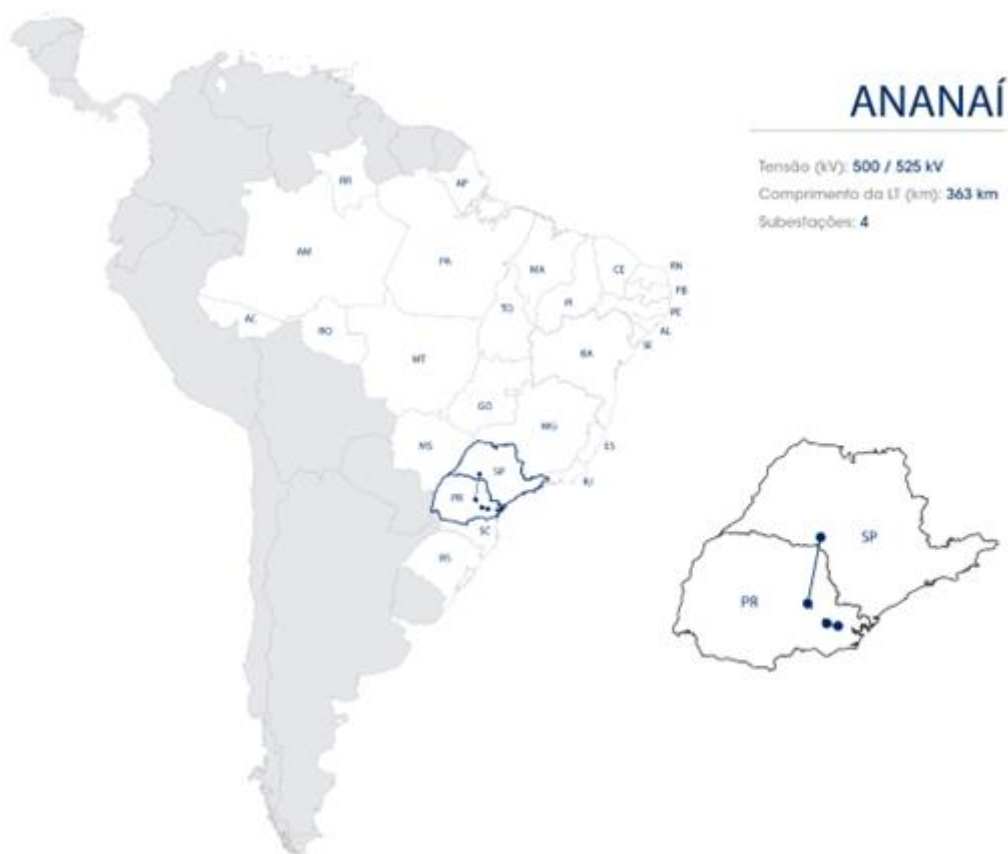 ANANAÍ
Tensão (kV): 500 / 525 kV
Comprimento da LT (km): 363 km
Subestações: 4
RR
AP
AM
PA
MA
CE
RN
PB
PE
AL
SE
PI
TO
AC
RO
MT
BA
GO
MG
ES
RJ
MS
SP
PR
SC
RS
SP
PR